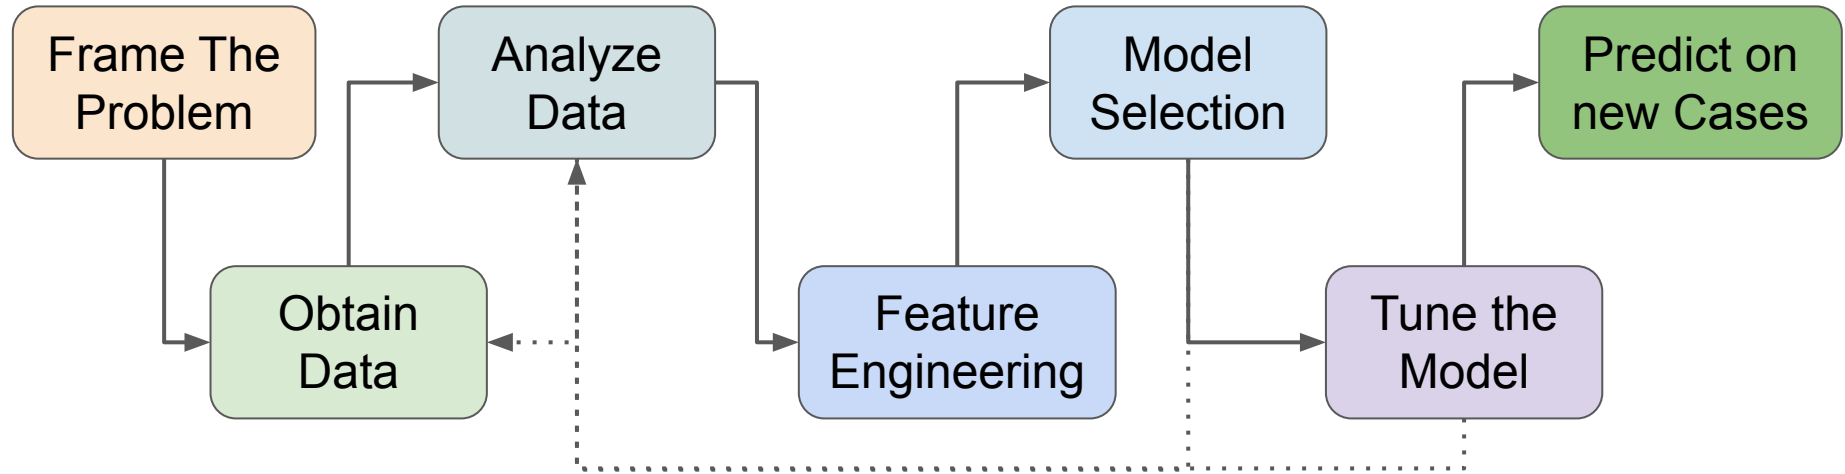 Frame The
Problem
Obtain
Data
Analyze
Data
Feature
Engineering
Model
Selection
Tune the
Model
Predict on
new Cases